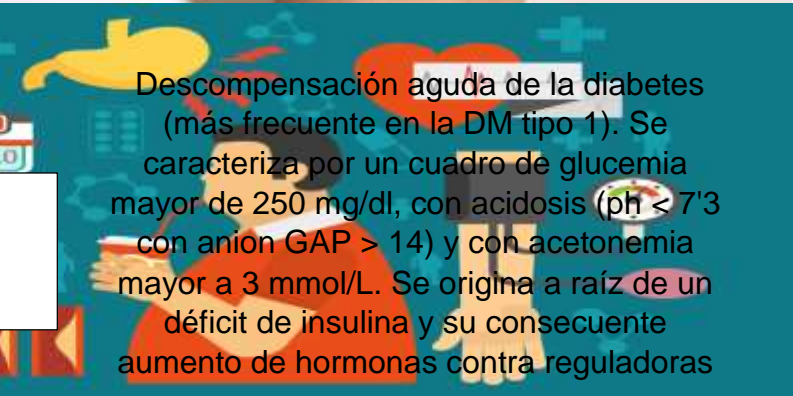 Descompensación aguda de la diabetes
(más frecuente en la DM tipo 1). Se
caracteriza por un cuadro de glucemia
mayor de 250 mg/dl, con acidosis (ph < 7'3
con anion GAP > 14) y con acetonemia
mayor a 3 mmol/L. Se origina a raíz de un
déficit de insulina y su consecuente
aumento de hormonas contra reguladoras